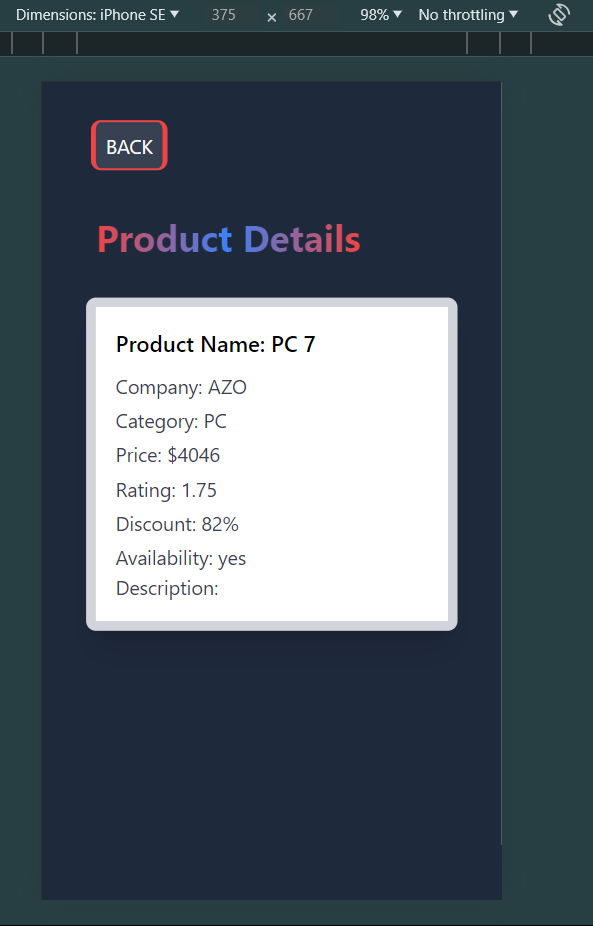 Dimensions: iPhone SE ▼ 375 × 667 98% ▼ No throttling ▼
BACK
Product Details
Product Name: PC 7
Company: AZO
Category: PC
Price: $4046
Rating: 1.75
Discount: 82%
Availability: yes
Description: